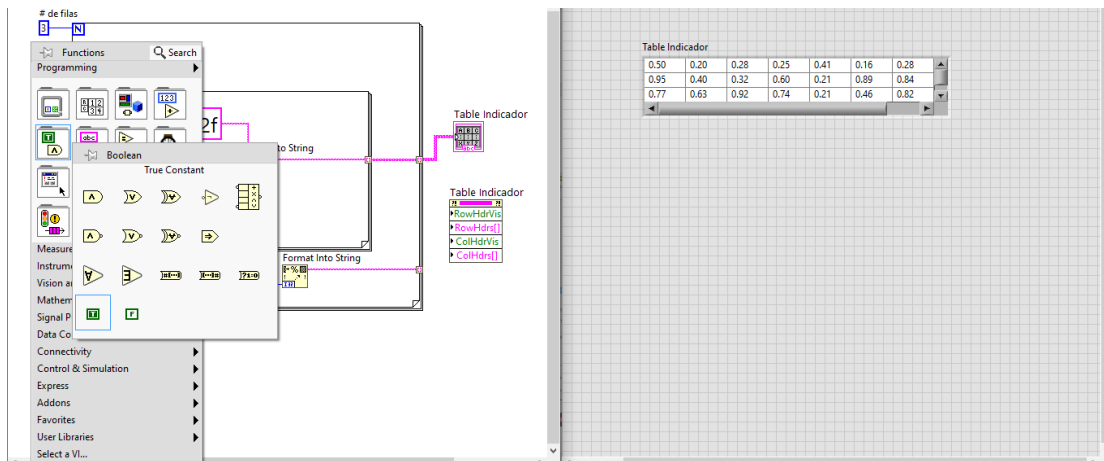 # de filas
3
N
Functions
Search
Programming
123
2f
Table Indicador
to String
Boolean
True Constant
Table Indicador
RowHdrVis
RowHdrs[]
ColHdrVis
ColHdrs[]
Format Into String
Measure
Instrum
Vision a
Mathem
Signal P
Data Co
Connectivity
Control & Simulation
Express
Addons
Favorites
User Libraries
Select a VI...
Table Indicador
0.50 0.20 0.28 0.25 0.41 0.16 0.28
0.95 0.40 0.32 0.60 0.21 0.89 0.84
0.77 0.63 0.92 0.74 0.21 0.46 0.82